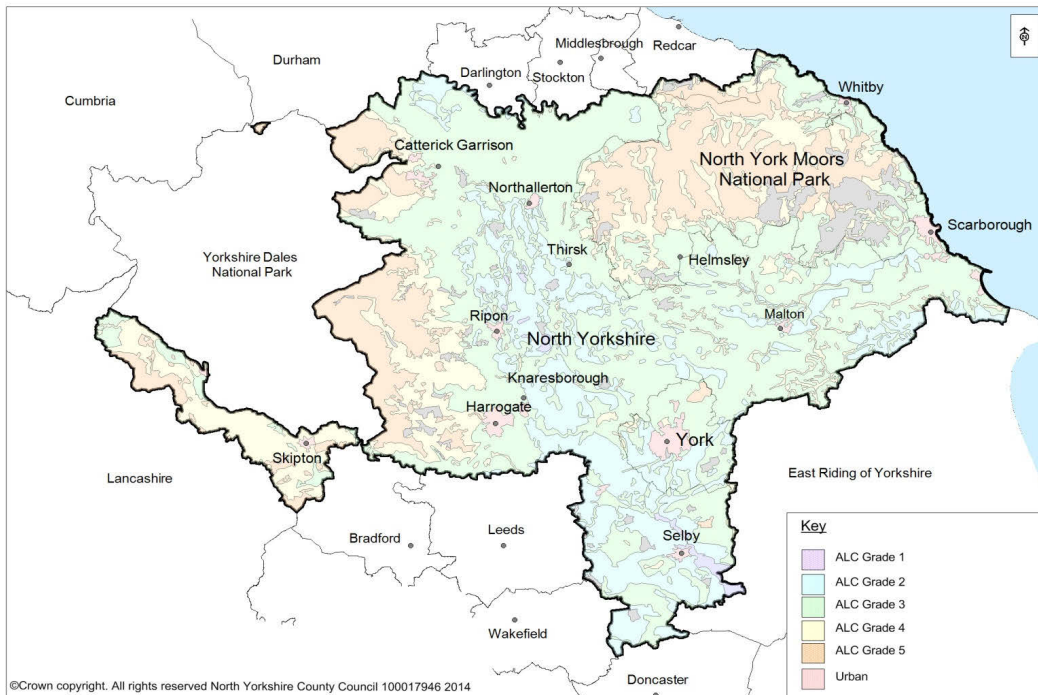 Middlesbrough
Redcar
Durham
Darlington
Stockton
N
Cumbria
Whitby
Catterick Garrison
North York Moors
National Park
Northallerton
Scarborough
Thirsk
Helmsley
Yorkshire Dales
National Park
Ripon
North Yorkshire
Malton
Knaresborough
Harrogate
York
Skipton
Lancashire
East Riding of Yorkshire
Bradford
Leeds
Selby
Wakefield
Doncaster
Key
ALC Grade 1
ALC Grade 2
ALC Grade 3
ALC Grade 4
ALC Grade 5
Urban
©Crown copyright. All rights reserved North Yorkshire County Council 100017946 2014